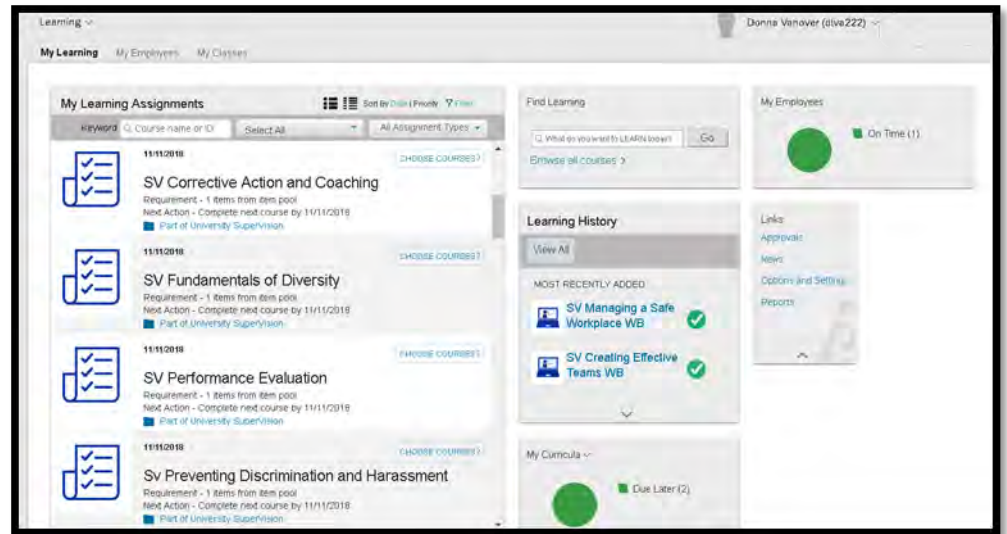 Learning
Donna Vanover (dlva222)
My Learning My Employees My Classes
My Learning Assignments
Sort By Date | Priority Filter
Keyword Course name or ID Select All All Assignment Types
11/11/2018 CHOOSE COURSES
SV Corrective Action and Coaching
Requirement - 1 items from item pool
Next Action - Complete next course by 11/11/2018
Part of University SuperVision
11/11/2018 CHOOSE COURSES
SV Fundamentals of Diversity
Requirement - 1 items from item pool
Next Action - Complete next course by 11/11/2018
Part of University SuperVision
11/11/2018 CHOOSE COURSES
SV Performance Evaluation
Requirement - 1 items from item pool
Next Action - Complete next course by 11/11/2018
Part of University SuperVision
11/11/2018 CHOOSE COURSES
Sv Preventing Discrimination and Harassment
Requirement - 1 items from item pool
Next Action - Complete next course by 11/11/2018
Part of University SuperVision
Find Learning
What do you want to LEARN today? Go
Browse all courses >
Learning History
View All
MOST RECENTLY ADDED
SV Managing a Safe
Workplace WB
SV Creating Effective
Teams WB
My Curricula
Due Later (2)
My Employees
On Time (1)
Links
Approvals
News
Options and Settings
Reports